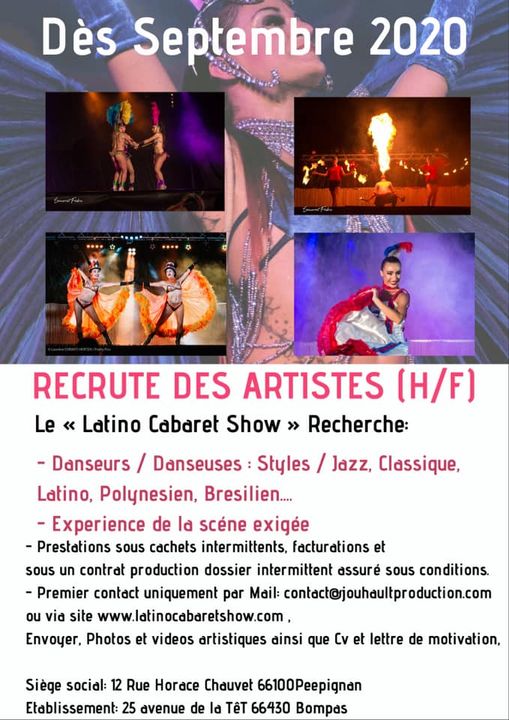 Dès Septembre 2020
RECRUTE DES ARTISTES (H/F)
Le « Latino Cabaret Show » Recherche:
- Danseurs / Danseuses : Styles / Jazz, Classique,
Latino, Polynesien, Bresilien....
- Experience de la scéne exigée
- Prestations sous cachets intermittents, facturations et
sous un contrat production dossier intermittent assuré sous conditions.
- Premier contact uniquement par Mail: contact@jouhaultproduction.com
ou via site www.latinocabaretshow.com ,
Envoyer, Photos et videos artistiques ainsi que Cv et lettre de motivation,
Siège social: 12 Rue Horace Chauvet 66100Peepignan
Etablissement: 25 avenue de la TêT 66430 Bompas